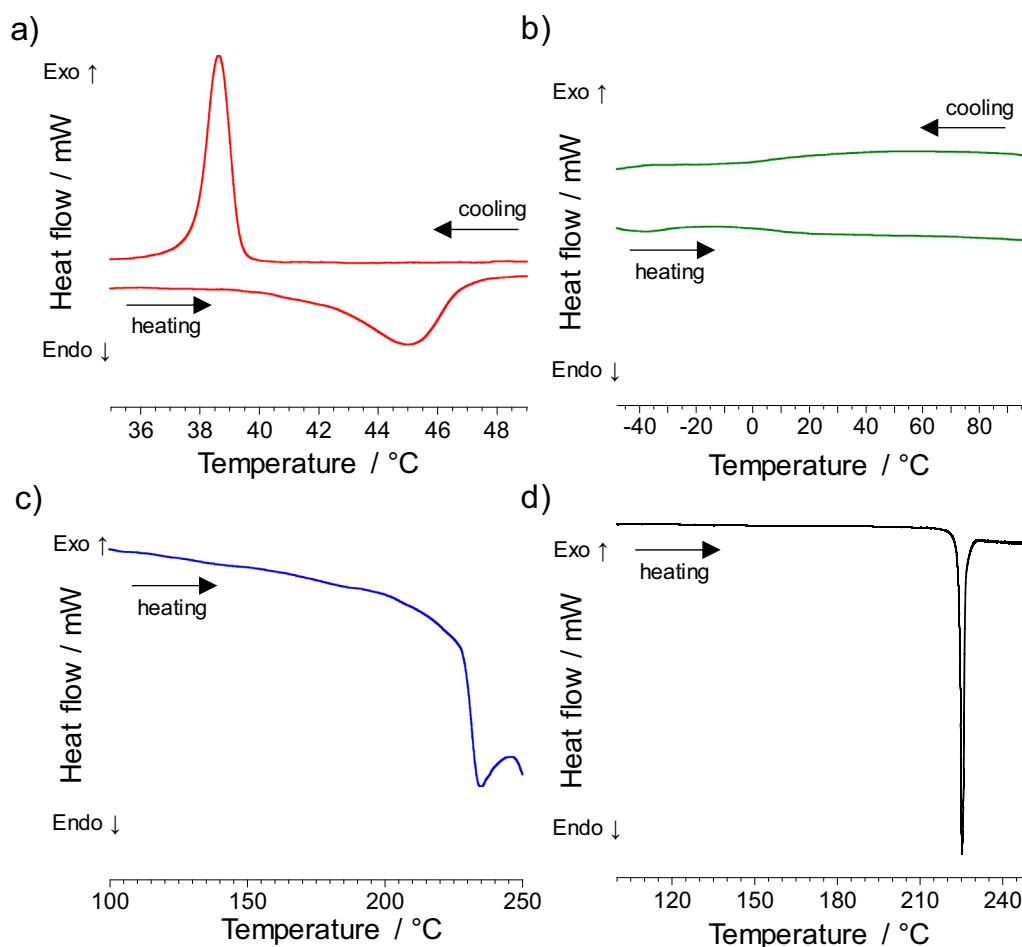 a)
Exo ↑
Heat flow / mW
cooling
heating
Endo ↓
36 38 40 42 44 46 48
Temperature / °C
b)
Exo ↑
Heat flow / mW
cooling
heating
Endo ↓
-40 -20 0 20 40 60 80
Temperature / °C
c)
Exo ↑
Heat flow / mW
heating
Endo ↓
100 150 200 250
Temperature / °C
d)
Exo ↑
Heat flow / mW
heating
Endo ↓
120 150 180 210 240
Temperature / °C